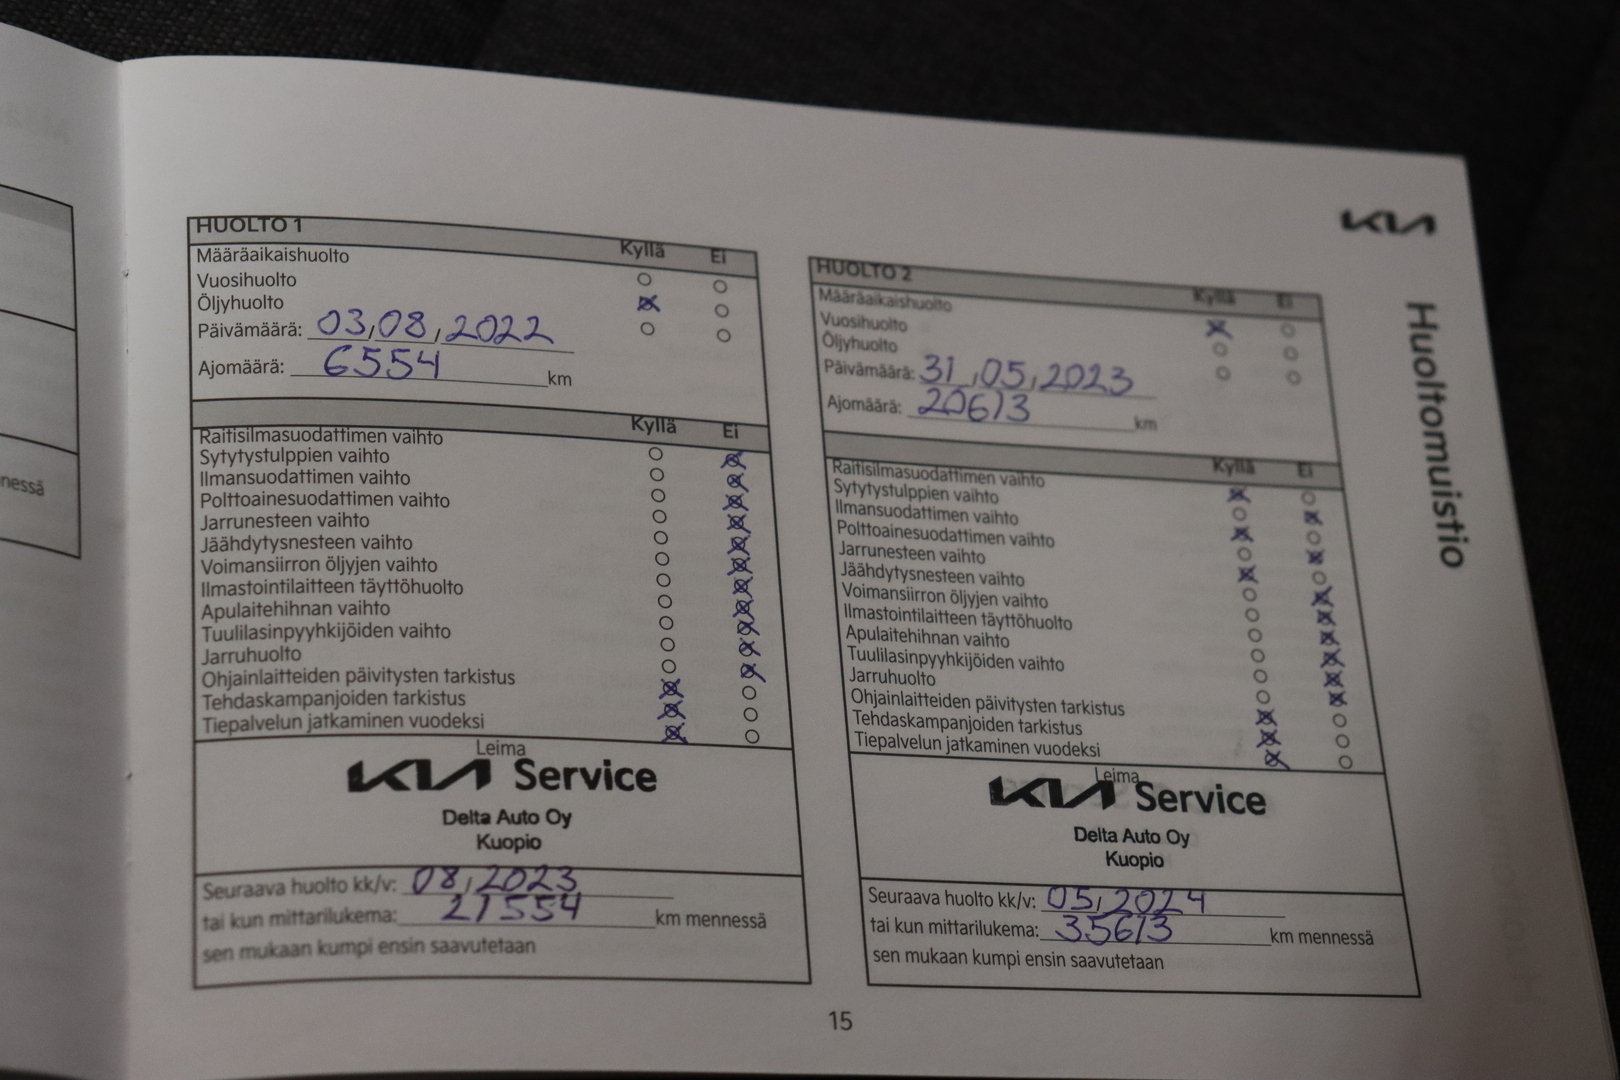 KIA
Huoltomuistio
nessä
HUOLTO 1
Kyllä Ei
Määräaikaishuolto
Vuosihuolto
Öljyhuolto
Päivämäärä: 03,08,2022
Ajomäärä: 6554 km
Kyllä Ei
Raitisilmasuodattimen vaihto
Sytytystulppien vaihto
Ilmansuodattimen vaihto
Polttoainesuodattimen vaihto
Jarrunesteen vaihto
Jäähdytysnesteen vaihto
Voimansiirron öljyjen vaihto
Ilmastointilaitteen täyttöhuolto
Apulaitehihnan vaihto
Tuulilasinpyyhkijöiden vaihto
Jarruhuolto
Ohjainlaitteiden päivitysten tarkistus
Tehdaskampanjoiden tarkistus
Tiepalvelun jatkaminen vuodeksi
Leima
KIA Service
Delta Auto Oy
Kuopio
Seuraava huolto kk/v: 08/2023
tai kun mittarilukema: 21554 km mennessä
sen mukaan kumpi ensin saavutetaan
HUOLTO 2
Kyllä Ei
Määräaikaishuolto
Vuosihuolto
Öljyhuolto
Päivämäärä: 31,05,2023
Ajomäärä: 20613 km
Kyllä Ei
Raitisilmasuodattimen vaihto
Sytytystulppien vaihto
Ilmansuodattimen vaihto
Polttoainesuodattimen vaihto
Jarrunesteen vaihto
Jäähdytysnesteen vaihto
Voimansiirron öljyjen vaihto
Ilmastointilaitteen täyttöhuolto
Apulaitehihnan vaihto
Tuulilasinpyyhkijöiden vaihto
Jarruhuolto
Ohjainlaitteiden päivitysten tarkistus
Tehdaskampanjoiden tarkistus
Tiepalvelun jatkaminen vuodeksi
Leima
KIA Service
Delta Auto Oy
Kuopio
Seuraava huolto kk/v: 05/2024
tai kun mittarilukema: 35613 km mennessä
sen mukaan kumpi ensin saavutetaan
15